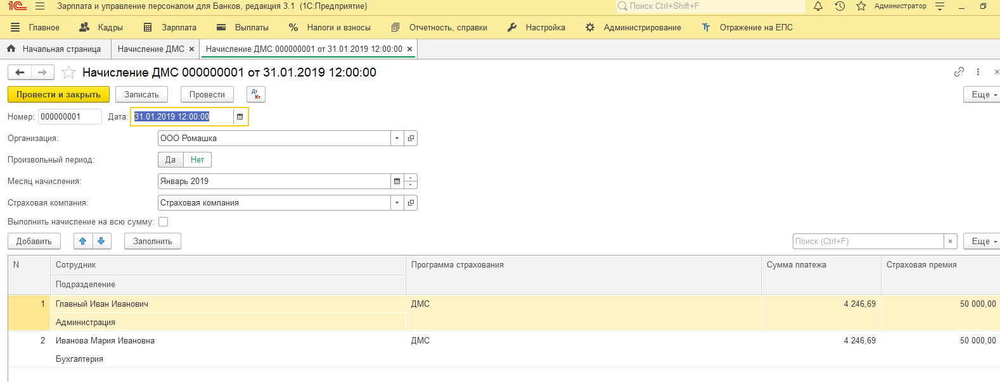 1С Зарплата и управление персоналом для Банков, редакция 3.1 (1С:Предприятие) Поиск Ctrl+Shift+F Администратор
Главное Кадры Зарплата Выплаты % Налоги и взносы Отчетность, справки Настройка Администрирование Тт Отражение на ЕПС
Начальная страница Начисление ДМС × Начисление ДМС 000000001 от 31.01.2019 12:00:00 ×
Начисление ДМС 000000001 от 31.01.2019 12:00:00
Провести и закрыть Записать Провести Дт Кт Еще
Номер: 000000001 Дата: 31.01.2019 12:00:00
Организация: ООО Ромашка
Произвольный период: Да Нет
Месяц начисления: Январь 2019
Страховая компания: Страховая компания
Выполнить начисление на всю сумму:
Добавить Заполнить Поиск (Ctrl+F) × Еще
N Сотрудник Программа страхования Сумма платежа Страховая премия
Подразделение
1 Главный Иван Иванович ДМС 4 246,69 50 000,00
Администрация
2 Иванова Мария Ивановна ДМС 4 246,69 50 000,00
Бухгалтерия